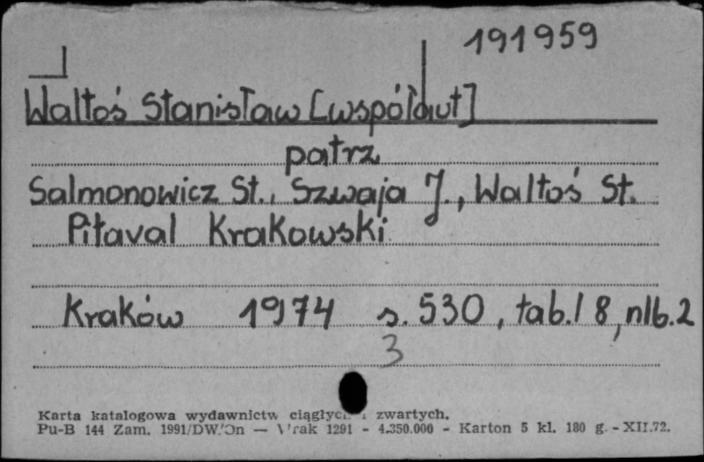 191959
Waltoś Stanisław [współaut]
patrz
Salmonowicz St., Szwaja J., Waltoś St.
Pitaval Krakowski
Kraków 1974 s. 530, tab./8, nlb.2
3
Karta katalogowa wydawnictw ciągłych i zwartych.
Pu-B 144 Zam. 1991/DW/On — Wrak 1291 - 4.350.000 - Karton 5 kl. 180 g. - XII.72.